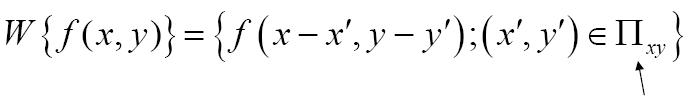 W{f(x, y)} = {f(x − x′, y − y′); (x′, y′) ∈ Π_xy}